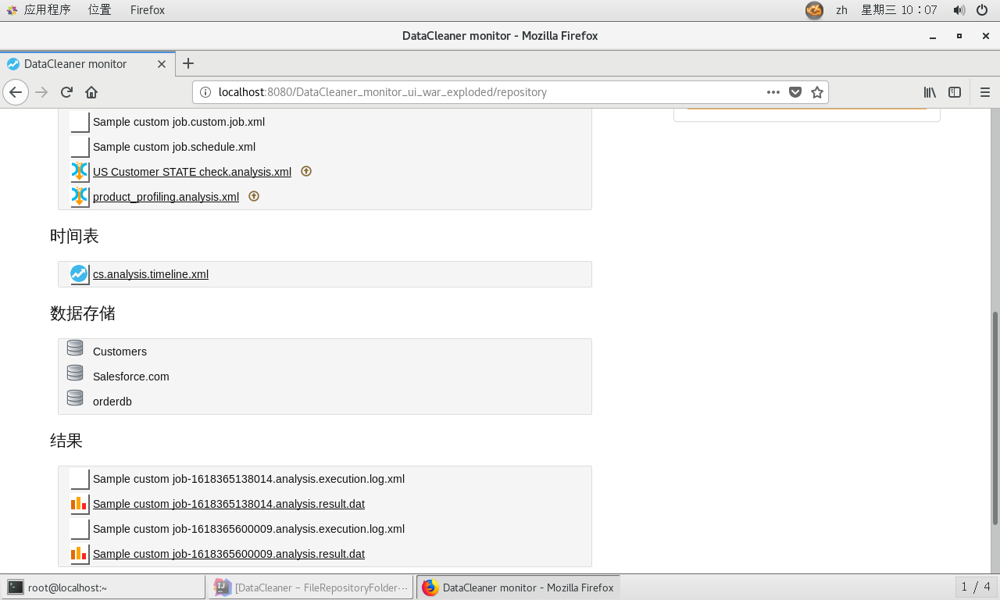 应用程序 位置 Firefox zh 星期三 10：07
DataCleaner monitor - Mozilla Firefox
DataCleaner monitor
localhost:8080/DataCleaner_monitor_ui_war_exploded/repository
Sample custom job.custom.job.xml
Sample custom job.schedule.xml
US Customer STATE check.analysis.xml
product_profiling.analysis.xml
时间表
cs.analysis.timeline.xml
数据存储
Customers
Salesforce.com
orderdb
结果
Sample custom job-1618365138014.analysis.execution.log.xml
Sample custom job-1618365138014.analysis.result.dat
Sample custom job-1618365600009.analysis.execution.log.xml
Sample custom job-1618365600009.analysis.result.dat
root@localhost:~ [DataCleaner – FileRepositoryFolder··· DataCleaner monitor - Mozilla Firefox 1 / 4